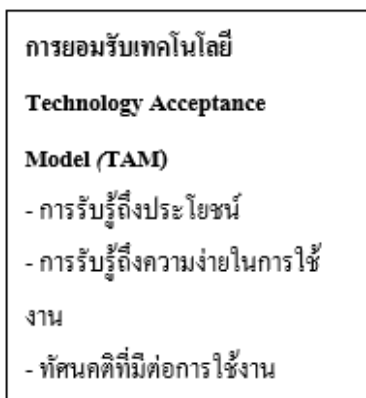 การยอมรับเทคโนโลยี
Technology Acceptance
Model (TAM)
- การรับรู้ถึงประโยชน์
- การรับรู้ถึงความง่ายในการใช้
งาน
- ทัศนคติที่มีต่อการใช้งาน